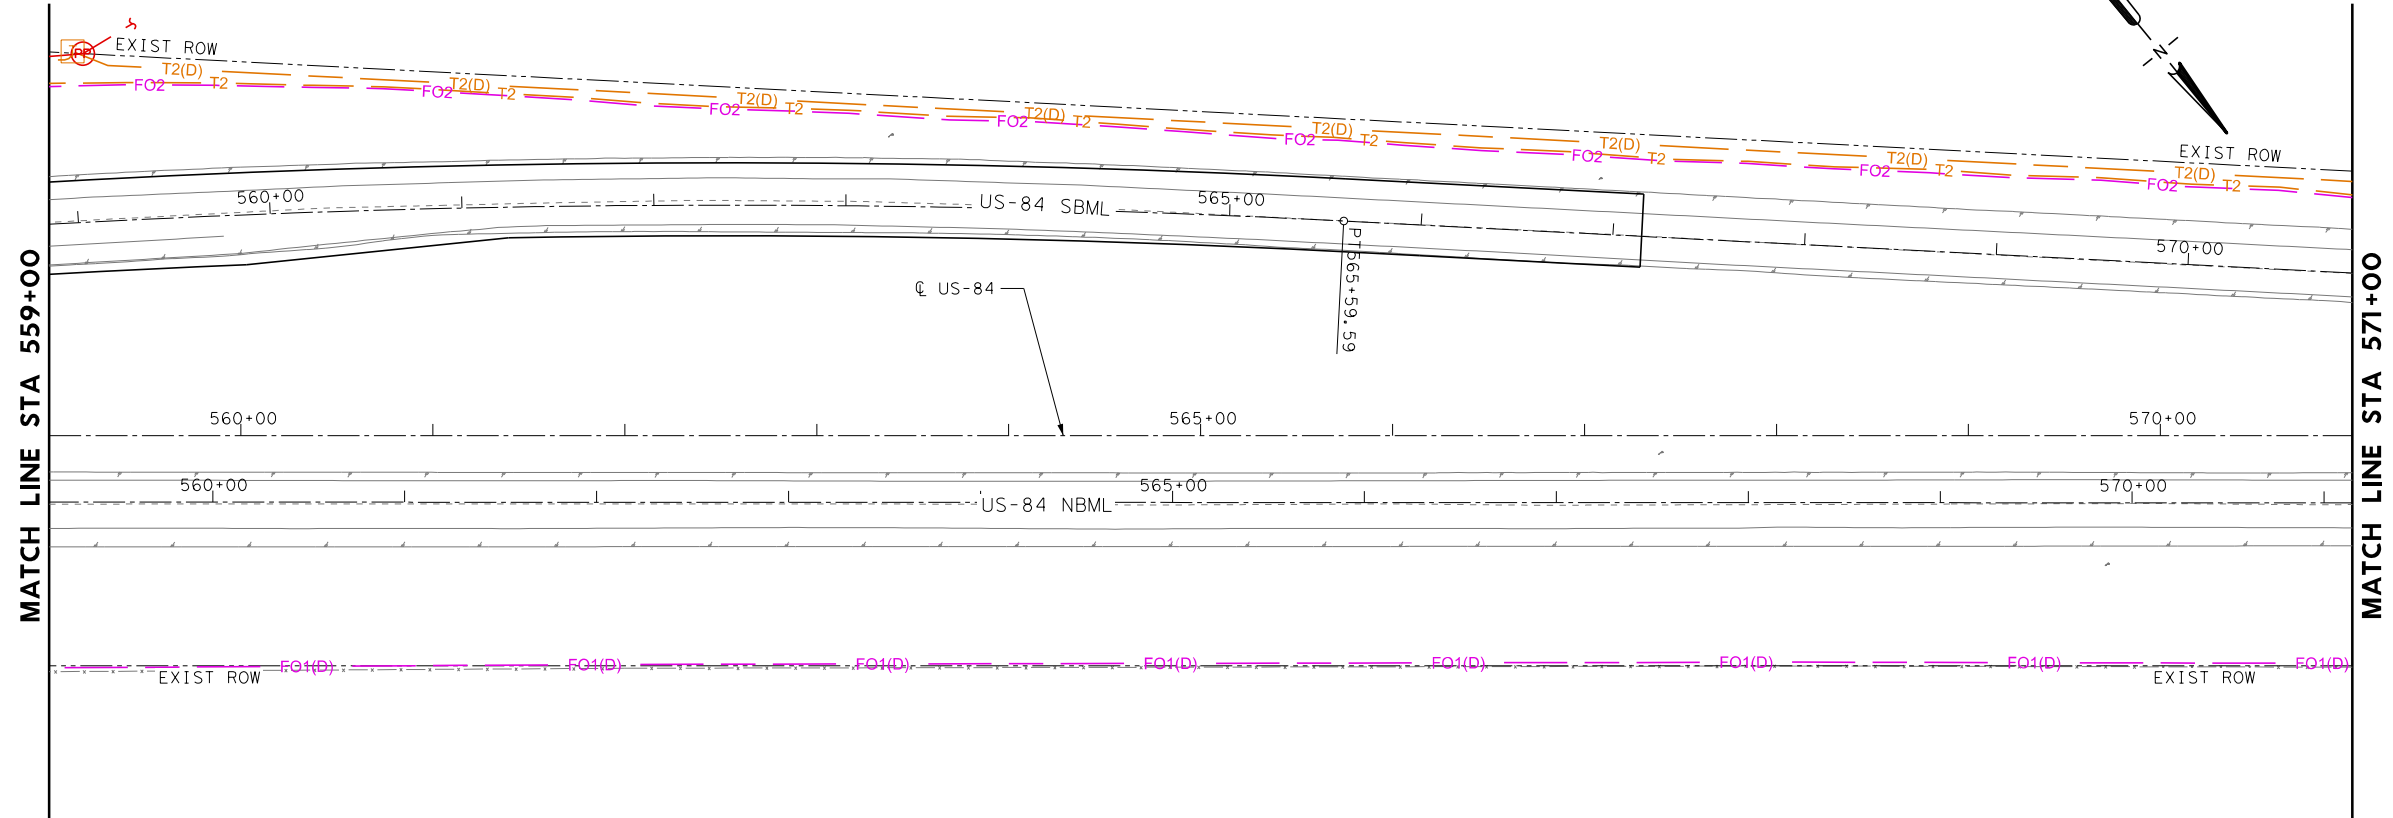 EXIST ROW
PP
T2(D) T2(D) T2(D) T2(D) T2(D) T2(D) T2(D) T2(D)
T2 T2 T2 T2 T2 T2 T2 T2
FO2 FO2 FO2 FO2 FO2 FO2 FO2 FO2
N
EXIST ROW
560+00
US-84 SBML
565+00
570+00
PT 565+59.59
℄ US-84
MATCH LINE STA 559+00
MATCH LINE STA 571+00
560+00 565+00 570+00
560+00 565+00 570+00
US-84 NBML
FO1(D) FO1(D) FO1(D) FO1(D) FO1(D) FO1(D) FO1(D) FO1(D)
EXIST ROW EXIST ROW